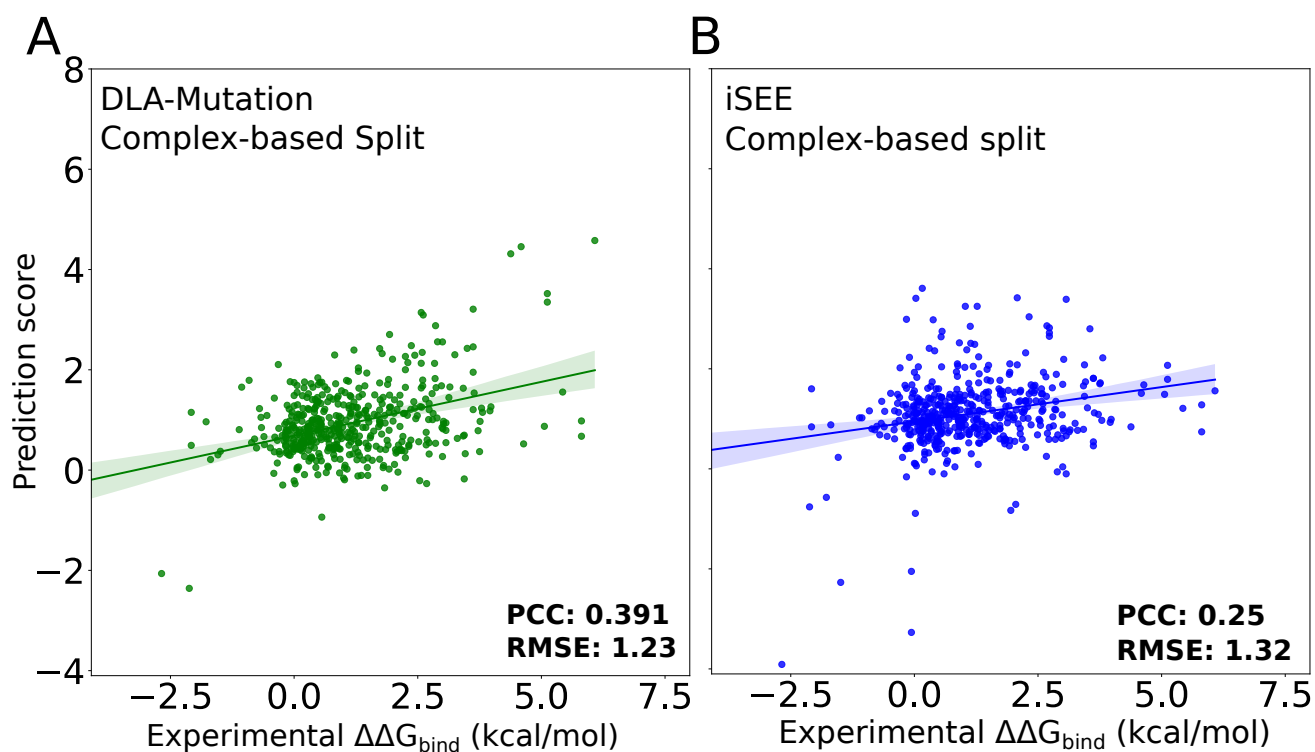 A
B
DLA-Mutation
Complex-based Split
iSEE
Complex-based split
Prediction score
8
6
4
2
0
−2
−4
PCC: 0.391
RMSE: 1.23
PCC: 0.25
RMSE: 1.32
−2.5 0.0 2.5 5.0 7.5
−2.5 0.0 2.5 5.0 7.5
Experimental ΔΔG_bind (kcal/mol)
Experimental ΔΔG_bind (kcal/mol)